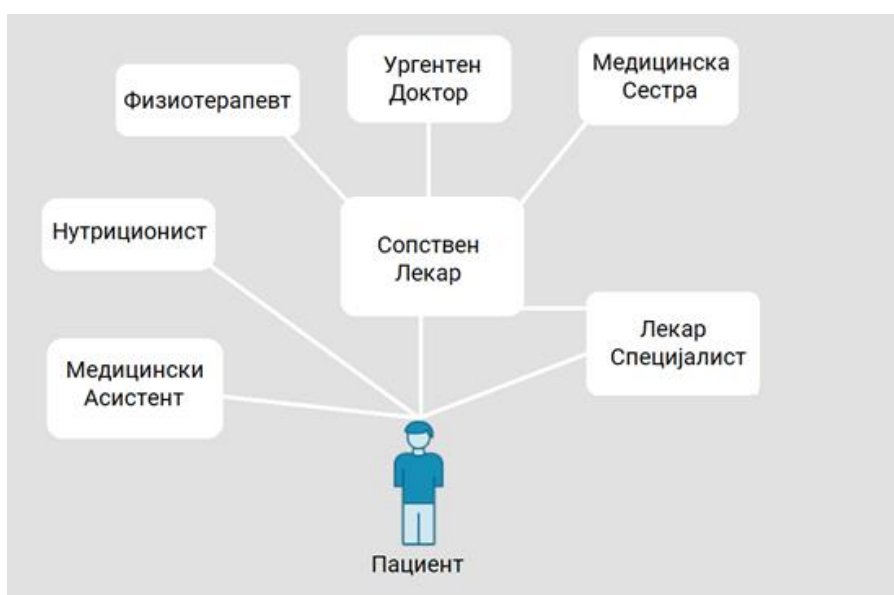 Ургентен
Доктор
Медицинска
Сестра
Физиотерапевт
Нутриционист
Сопствен
Лекар
Лекар
Специјалист
Медицински
Асистент
Пациент